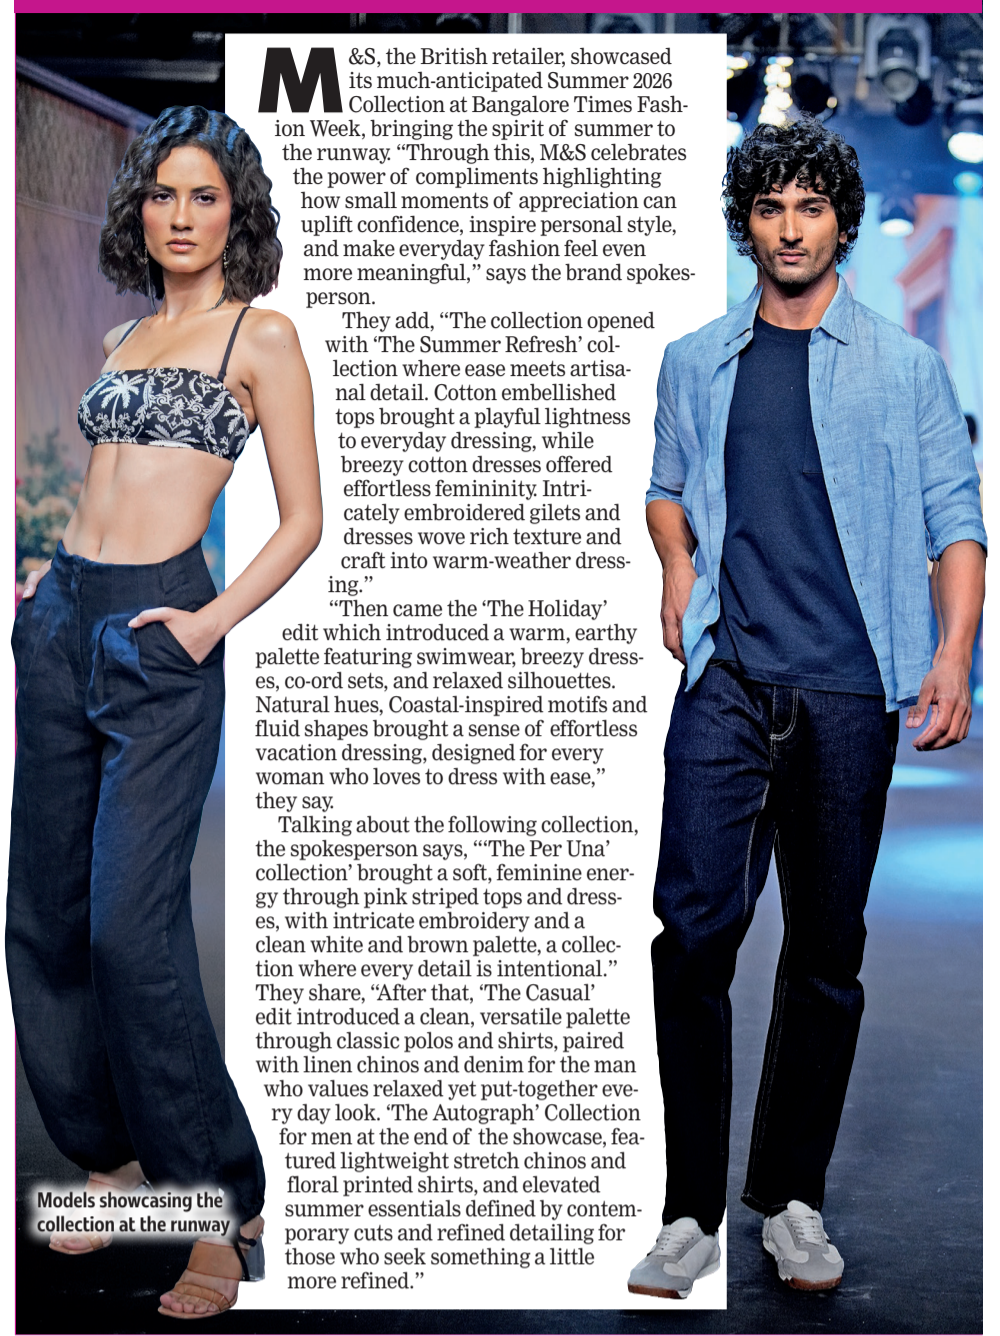 M&S, the British retailer, showcased
its much-anticipated Summer 2026
Collection at Bangalore Times Fash-
ion Week, bringing the spirit of summer to
the runway. “Through this, M&S celebrates
the power of compliments highlighting
how small moments of appreciation can
uplift confidence, inspire personal style,
and make everyday fashion feel even
more meaningful,” says the brand spokes-
person.
They add, “The collection opened
with ‘The Summer Refresh’ col-
lection where ease meets artisa-
nal detail. Cotton embellished
tops brought a playful lightness
to everyday dressing, while
breezy cotton dresses offered
effortless femininity. Intri-
cately embroidered gilets and
dresses wove rich texture and
craft into warm-weather dress-
ing.”
“Then came the ‘The Holiday’
edit which introduced a warm, earthy
palette featuring swimwear, breezy dress-
es, co-ord sets, and relaxed silhouettes.
Natural hues, Coastal-inspired motifs and
fluid shapes brought a sense of effortless
vacation dressing, designed for every
woman who loves to dress with ease,”
they say.
Talking about the following collection,
the spokesperson says, “‘The Per Una’
collection’ brought a soft, feminine ener-
gy through pink striped tops and dress-
es, with intricate embroidery and a
clean white and brown palette, a collec-
tion where every detail is intentional.”
They share, “After that, ‘The Casual’
edit introduced a clean, versatile palette
through classic polos and shirts, paired
with linen chinos and denim for the man
who values relaxed yet put-together eve-
ry day look. ‘The Autograph’ Collection
for men at the end of the showcase, fea-
tured lightweight stretch chinos and
floral printed shirts, and elevated
summer essentials defined by contem-
porary cuts and refined detailing for
those who seek something a little
more refined.”
Models showcasing the
collection at the runway